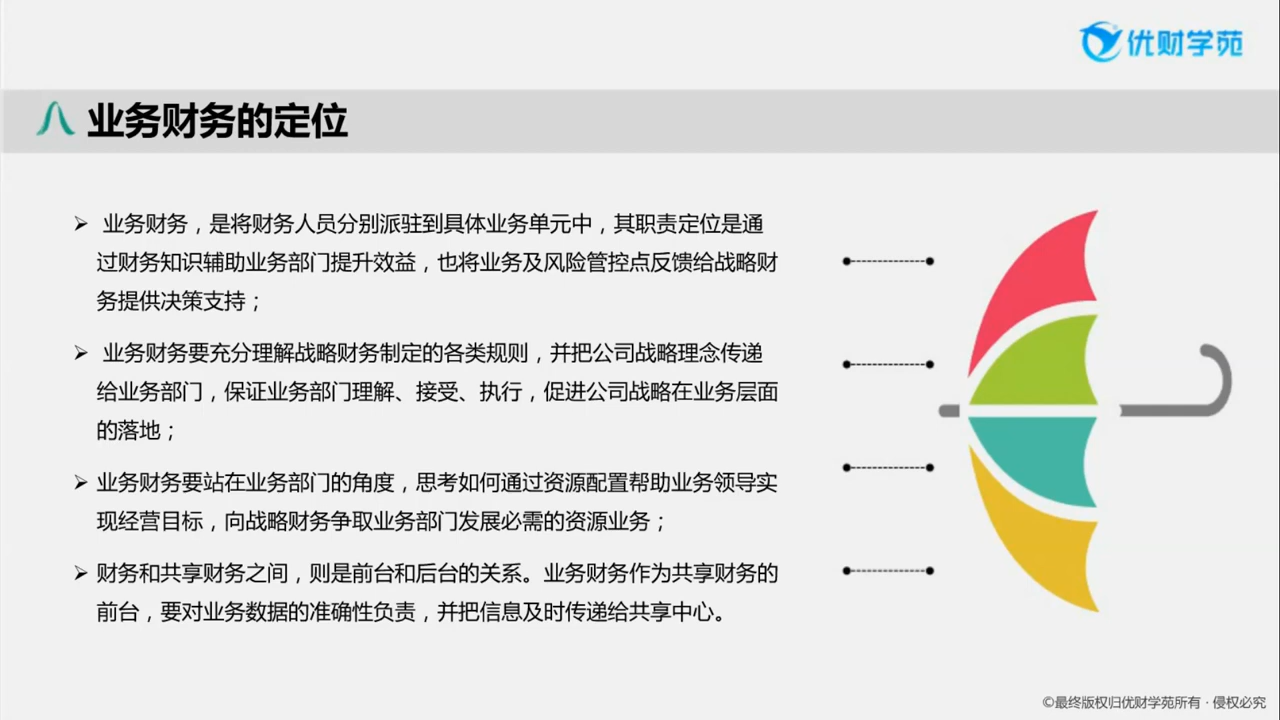 优财学苑
业务财务的定位
➢ 业务财务，是将财务人员分别派驻到具体业务单元中，其职责定位是通
过财务知识辅助业务部门提升效益，也将业务及风险管控点反馈给战略财
务提供决策支持；
➢ 业务财务要充分理解战略财务制定的各类规则，并把公司战略理念传递
给业务部门，保证业务部门理解、接受、执行，促进公司战略在业务层面
的落地；
➢ 业务财务要站在业务部门的角度，思考如何通过资源配置帮助业务领导实
现经营目标，向战略财务争取业务部门发展必需的资源业务；
➢ 财务和共享财务之间，则是前台和后台的关系。业务财务作为共享财务的
前台，要对业务数据的准确性负责，并把信息及时传递给共享中心。
©最终版权归优财学苑所有 · 侵权必究